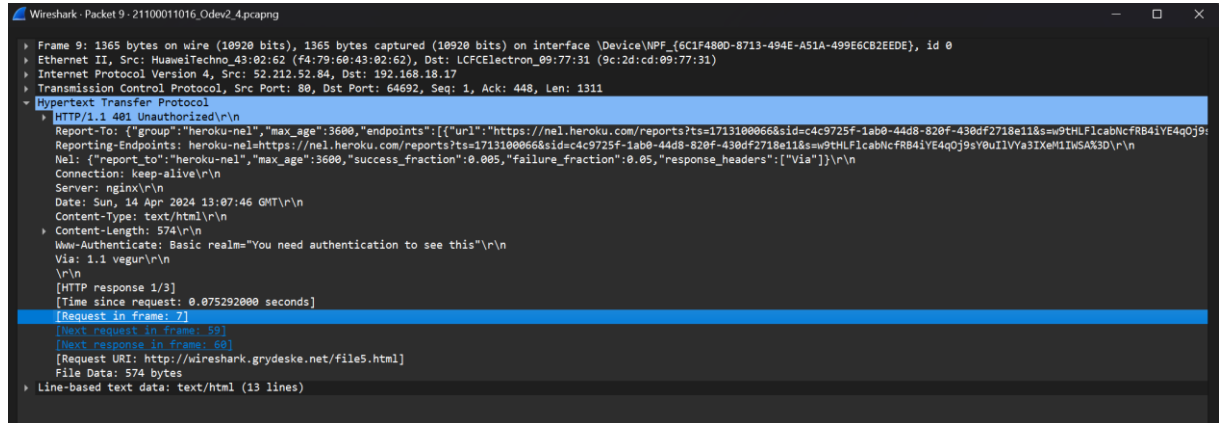 Wireshark · Packet 9 · 21100011016_Odev2_4.pcapng
Frame 9: 1365 bytes on wire (10920 bits), 1365 bytes captured (10920 bits) on interface \Device\NPF_{6C1F480D-8713-494E-A51A-499E6CB2EEDE}, id 0
Ethernet II, Src: HuaweiTechno_43:02:62 (f4:79:60:43:02:62), Dst: LCFCElectron_09:77:31 (9c:2d:cd:09:77:31)
Internet Protocol Version 4, Src: 52.212.52.84, Dst: 192.168.18.17
Transmission Control Protocol, Src Port: 80, Dst Port: 64692, Seq: 1, Ack: 448, Len: 1311
Hypertext Transfer Protocol
HTTP/1.1 401 Unauthorized\r\n
Report-To: {"group":"heroku-nel","max_age":3600,"endpoints":[{"url":"https://nel.heroku.com/reports?ts=1713100066&sid=c4c9725f-1ab0-44d8-820f-430df2718e11&s=w9tHLFlcabNcfRB4iYE4qOj9s
Reporting-Endpoints: heroku-nel=https://nel.heroku.com/reports?ts=1713100066&sid=c4c9725f-1ab0-44d8-820f-430df2718e11&s=w9tHLFlcabNcfRB4iYE4qOj9sY0uIlVYa3IXeM1IWSA%3D\r\n
Nel: {"report_to":"heroku-nel","max_age":3600,"success_fraction":0.005,"failure_fraction":0.05,"response_headers":["Via"]}\r\n
Connection: keep-alive\r\n
Server: nginx\r\n
Date: Sun, 14 Apr 2024 13:07:46 GMT\r\n
Content-Type: text/html\r\n
Content-Length: 574\r\n
Www-Authenticate: Basic realm="You need authentication to see this"\r\n
Via: 1.1 vegur\r\n
\r\n
[HTTP response 1/3]
[Time since request: 0.075292000 seconds]
[Request in frame: 7]
[Next request in frame: 59]
[Next response in frame: 60]
[Request URI: http://wireshark.grydeske.net/file5.html]
File Data: 574 bytes
Line-based text data: text/html (13 lines)